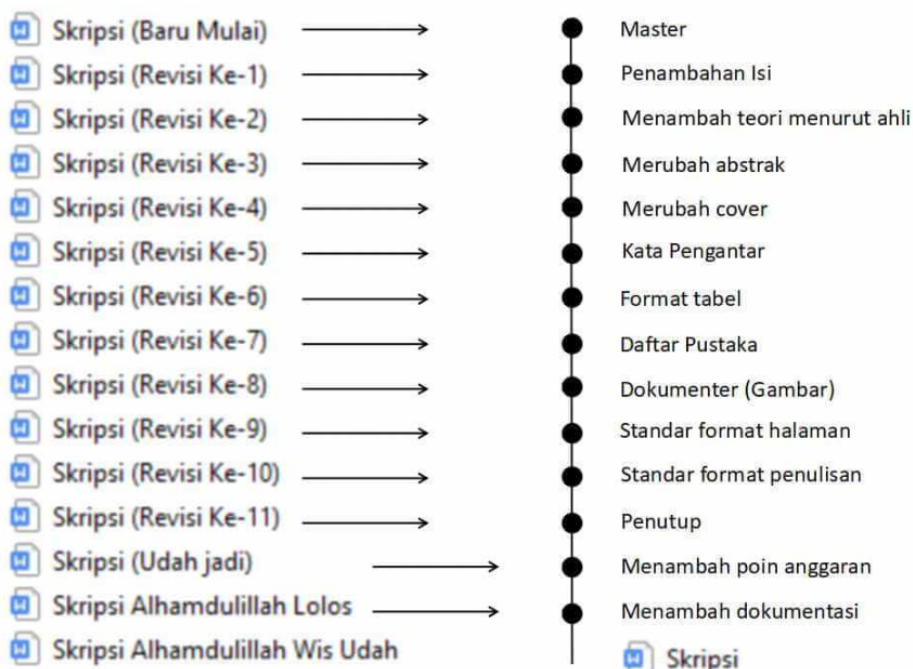 Skripsi (Baru Mulai) Master
Skripsi (Revisi Ke-1) Penambahan Isi
Skripsi (Revisi Ke-2) Menambah teori menurut ahli
Skripsi (Revisi Ke-3) Merubah abstrak
Skripsi (Revisi Ke-4) Merubah cover
Skripsi (Revisi Ke-5) Kata Pengantar
Skripsi (Revisi Ke-6) Format tabel
Skripsi (Revisi Ke-7) Daftar Pustaka
Skripsi (Revisi Ke-8) Dokumenter (Gambar)
Skripsi (Revisi Ke-9) Standar format halaman
Skripsi (Revisi Ke-10) Standar format penulisan
Skripsi (Revisi Ke-11) Penutup
Skripsi (Udah jadi) Menambah poin anggaran
Skripsi Alhamdulillah Lolos Menambah dokumentasi
Skripsi Alhamdulillah Wis Udah Skripsi